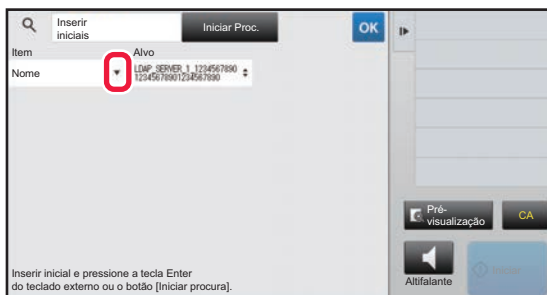 Inserir
iniciais
Iniciar Proc.
OK
Item
Alvo
Nome
LDAP_SERVER_1_1234567890
12345678901234567890
Pré-
visualização
CA
Altifalante
Inserir inicial e pressione a tecla Enter
do teclado externo ou o botão [Iniciar procura].